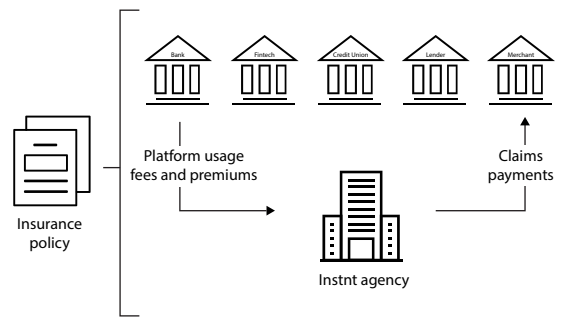 Bank
Fintech
Credit Union
Lender
Merchant
Platform usage
fees and premiums
Claims
payments
Insurance
policy
Instnt agency